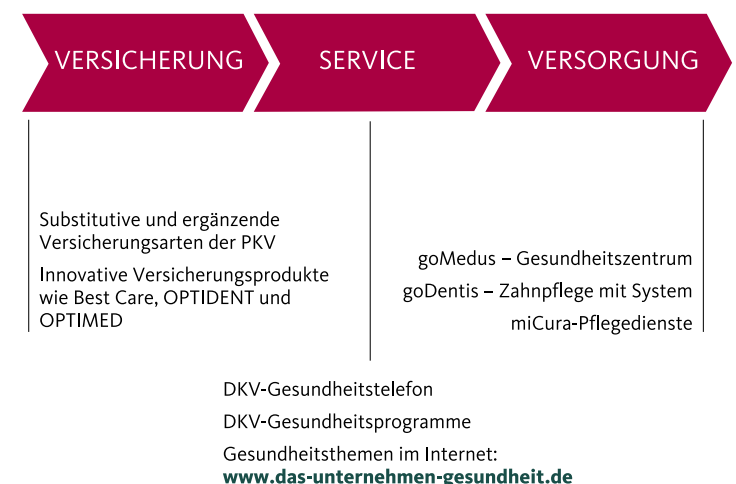 VERSICHERUNG
SERVICE
VERSORGUNG
Substitutive und ergänzende
Versicherungsarten der PKV
Innovative Versicherungsprodukte
wie Best Care, OPTIDENT und
OPTIMED
goMedus – Gesundheitszentrum
goDentis – Zahnpflege mit System
miCura-Pflegedienste
DKV-Gesundheitstelefon
DKV-Gesundheitsprogramme
Gesundheitsthemen im Internet:
www.das-unternehmen-gesundheit.de